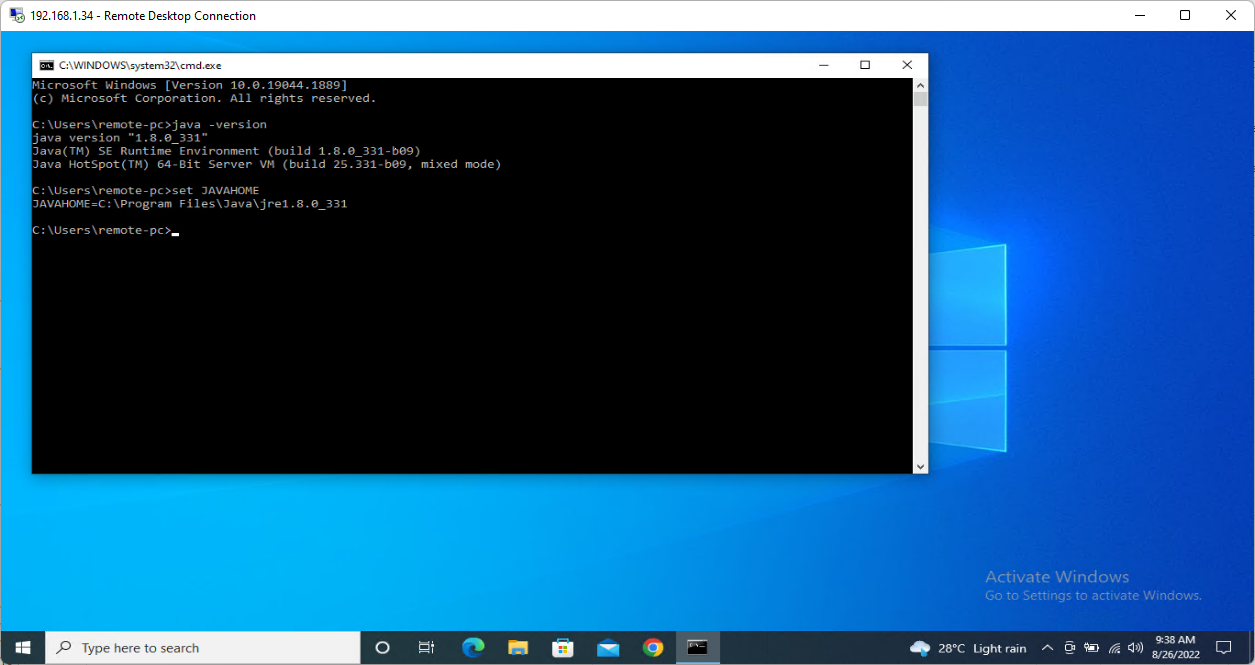 192.168.1.34 - Remote Desktop Connection
C:\WINDOWS\system32\cmd.exe
Microsoft Windows [Version 10.0.19044.1889]
(c) Microsoft Corporation. All rights reserved.
C:\Users\remote-pc>java -version
java version "1.8.0_331"
Java(TM) SE Runtime Environment (build 1.8.0_331-b09)
Java HotSpot(TM) 64-Bit Server VM (build 25.331-b09, mixed mode)
C:\Users\remote-pc>set JAVAHOME
JAVAHOME=C:\Program Files\Java\jre1.8.0_331
C:\Users\remote-pc>
Activate Windows
Go to Settings to activate Windows.
Type here to search
28°C Light rain
9:38 AM
8/26/2022